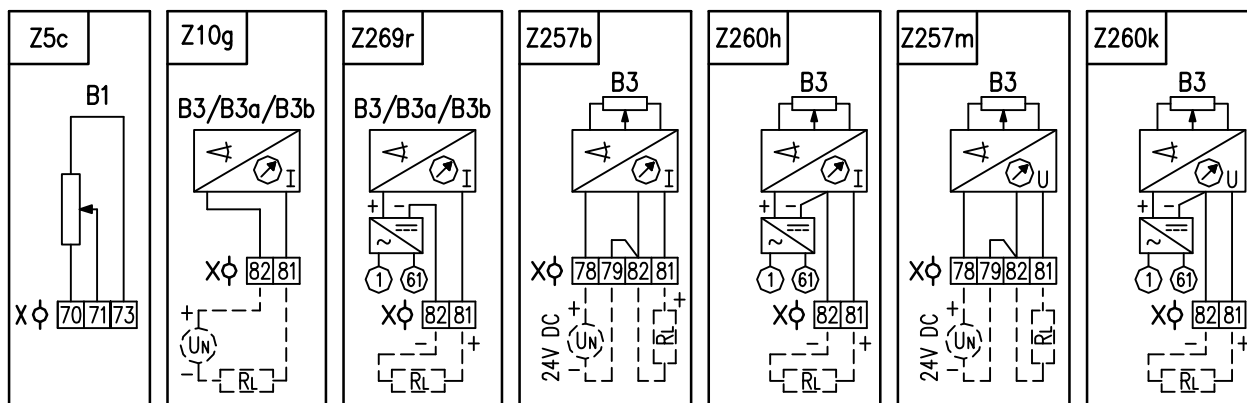 Z5c
B1
X 70 71 73
Z10g
B3/B3a/B3b
I
X 82 81
+
UN
-
RL
Z269r
B3/B3a/B3b
I
+ -
~
1 61
X 82 81
- +
RL
Z257b
B3
I
X 78 79 82 81
+ +
24V DC UN RL
-
Z260h
B3
I
+ -
~
1 61
X 82 81
- +
RL
Z257m
B3
U
X 78 79 82 81
+ +
24V DC UN RL
-
Z260k
B3
U
+ -
~
1 61
X 82 81
- +
RL